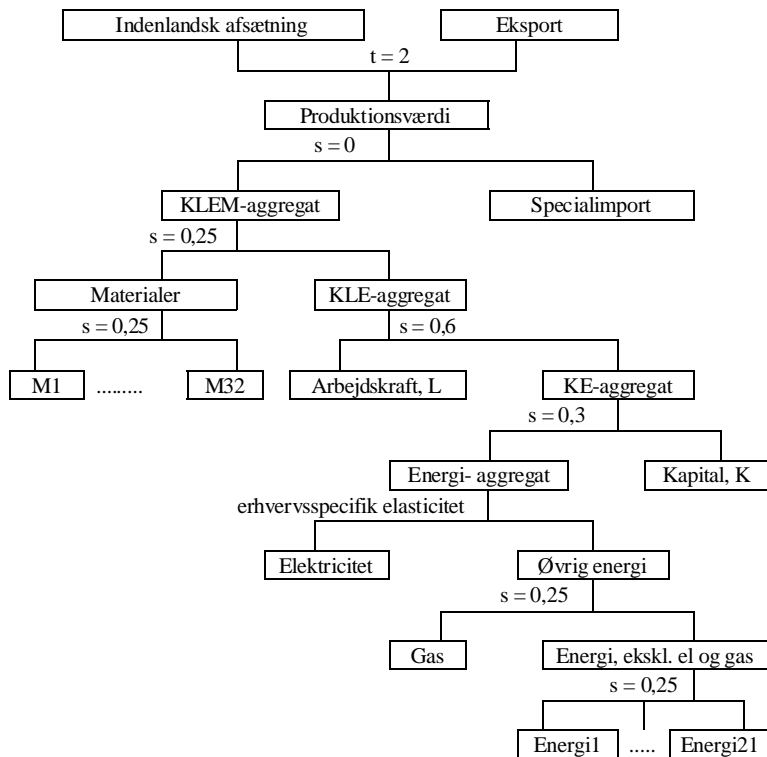 Indenlandsk afsætning Eksport
t = 2
Produktionsværdi
s = 0
KLEM-aggregat Specialimport
s = 0,25
Materialer KLE-aggregat
s = 0,25 s = 0,6
M1 ......... M32 Arbejdskraft, L KE-aggregat
s = 0,3
Energi- aggregat Kapital, K
erhvervsspecifik elasticitet
Elektricitet Øvrig energi
s = 0,25
Gas Energi, ekskl. el og gas
s = 0,25
Energi1 ..... Energi21